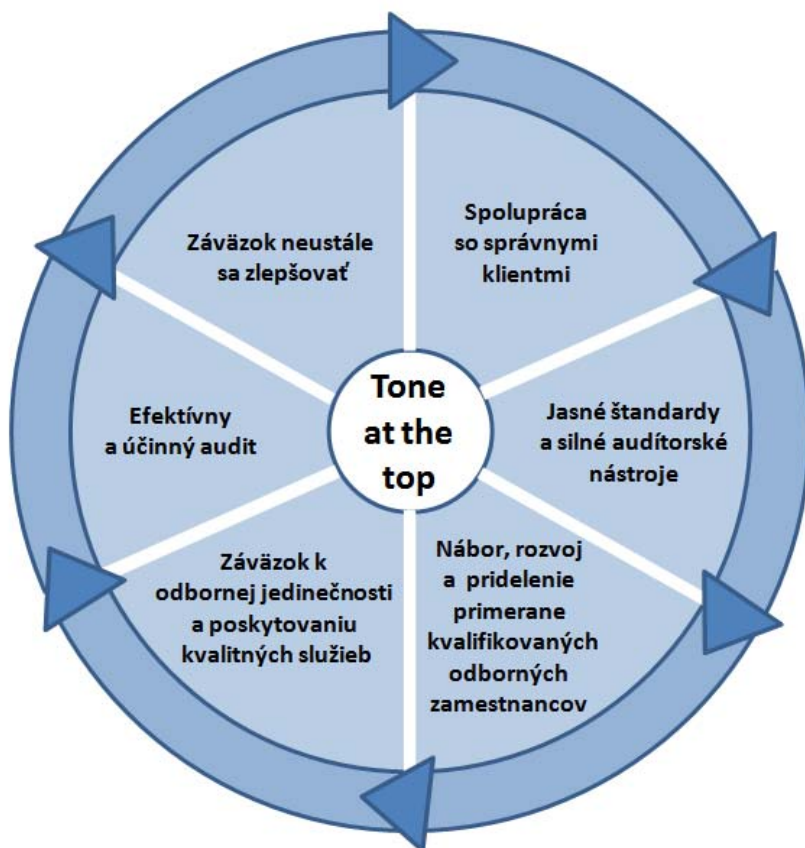 Spolupráca
so správnymi
klientmi
Jasné štandardy
a silné audítorské
nástroje
Nábor, rozvoj
a pridelenie
primerane
kvalifikovaných
odborných
zamestnancov
Záväzok k
odbornej jedinečnosti
a poskytovaniu
kvalitných služieb
Efektívny
a účinný audit
Záväzok neustále
sa zlepšovať
Tone
at the
top